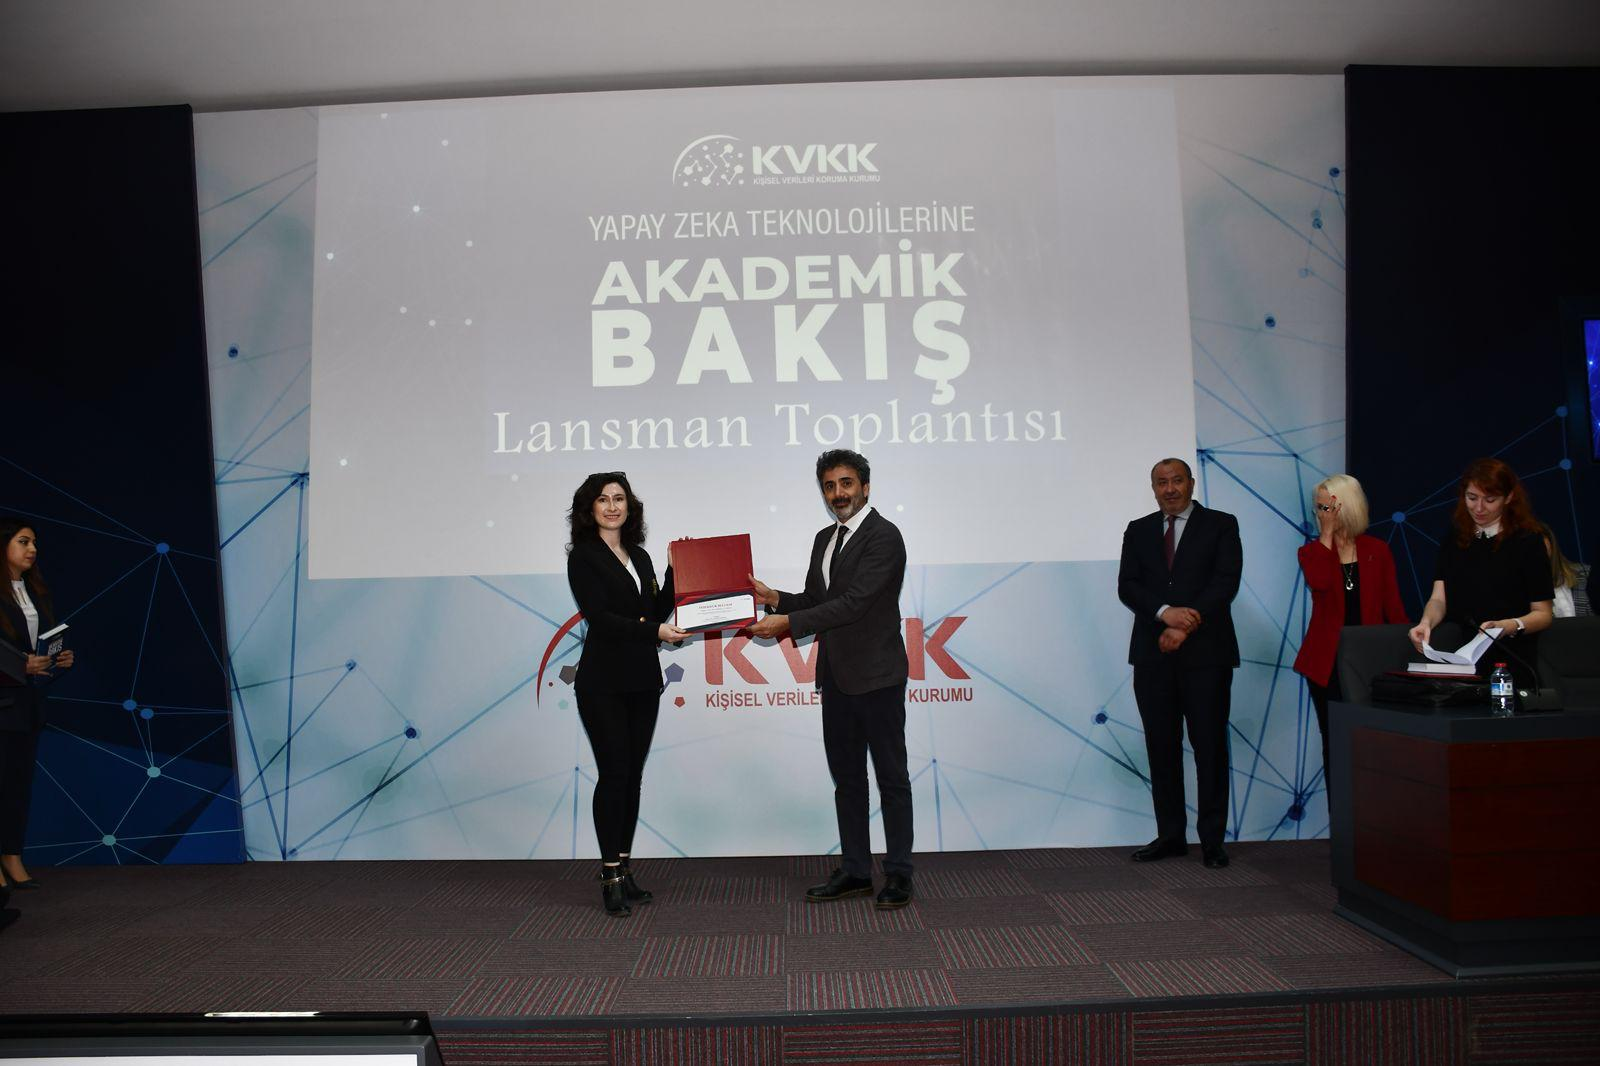 KVKK
KİŞİSEL VERİLERİ KORUMA KURUMU
YAPAY ZEKA TEKNOLOJİLERİNE
AKADEMİK
BAKIŞ
Lansman Toplantısı
KVKK
KİŞİSEL VERİLERİ KURUMU